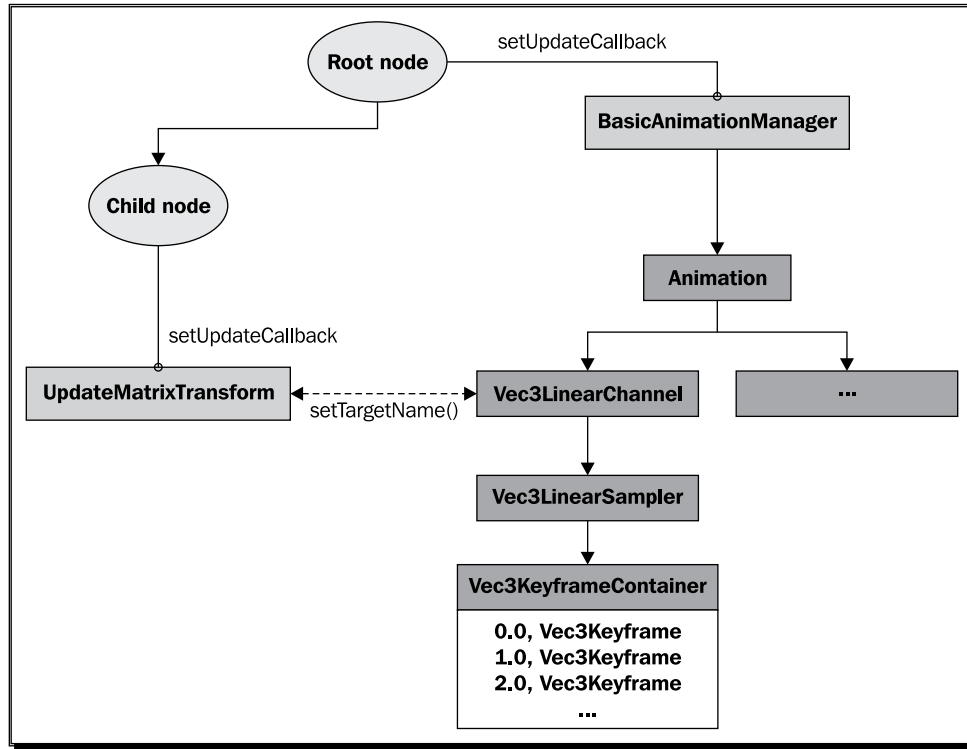 setUpdateCallback
Root node
BasicAnimationManager
Child node
Animation
setUpdateCallback
UpdateMatrixTransform
setTargetName()
Vec3LinearChannel
...
Vec3LinearSampler
Vec3KeyframeContainer
0.0, Vec3Keyframe
1.0, Vec3Keyframe
2.0, Vec3Keyframe
...